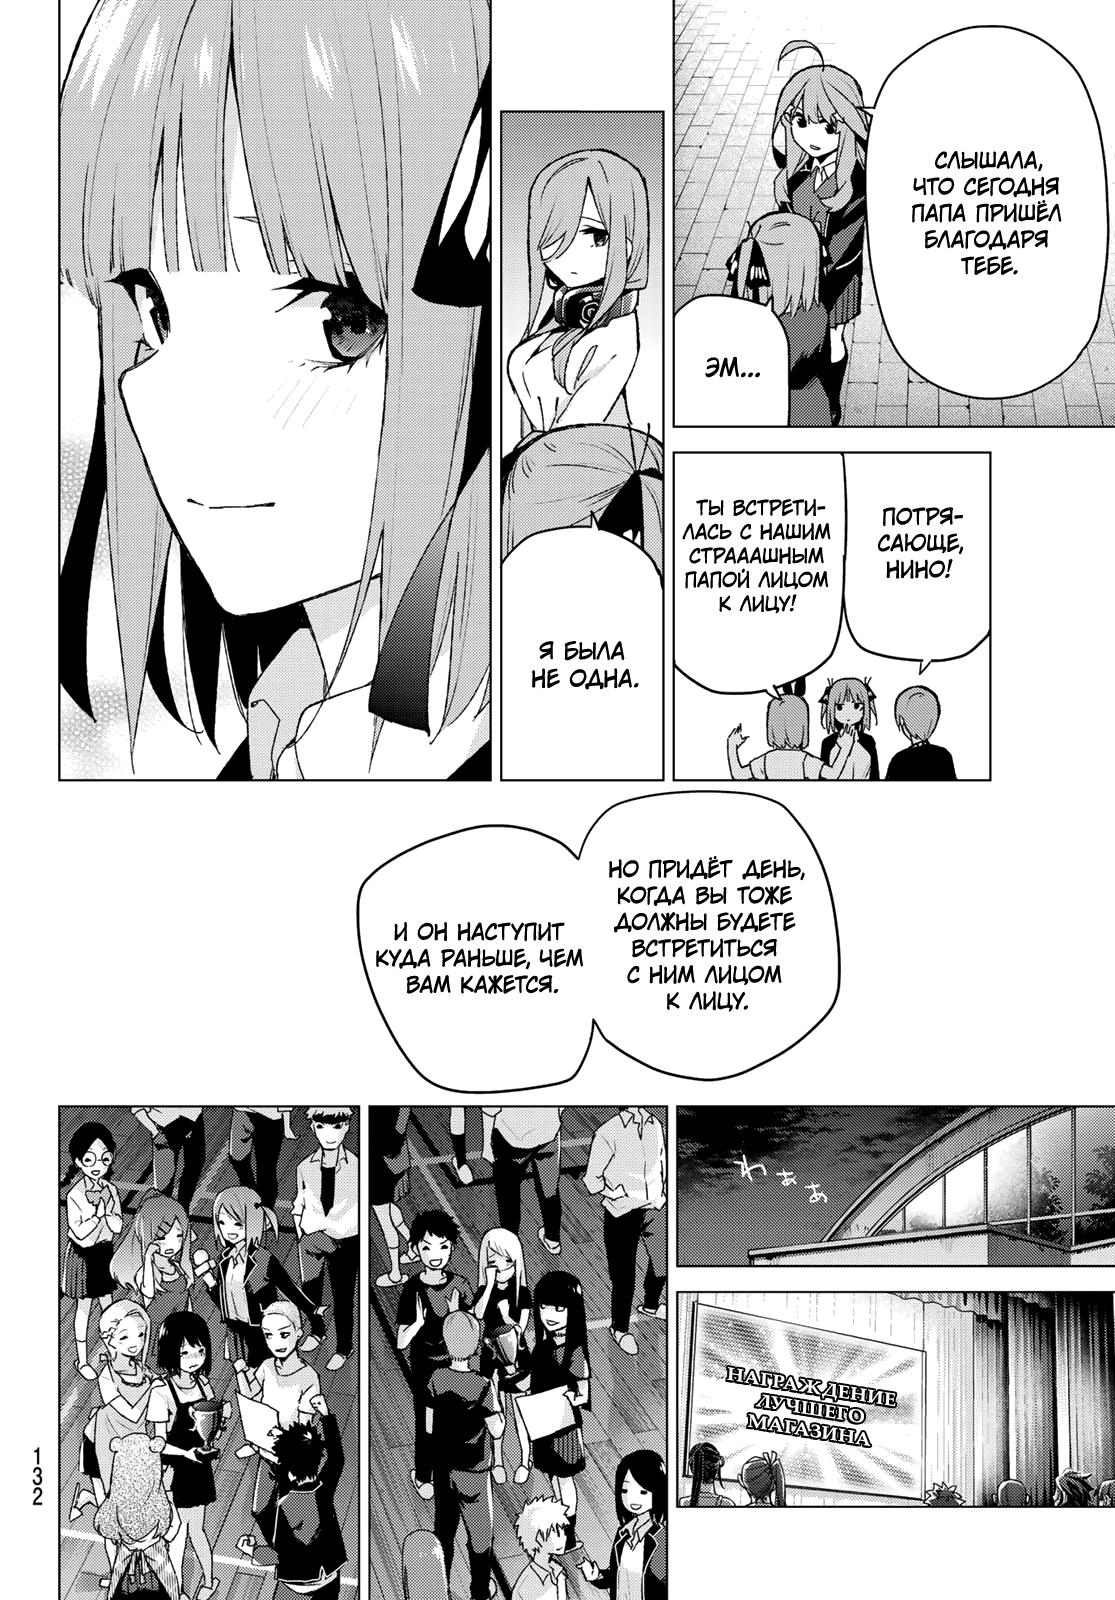 СЛЫШАЛА,
ЧТО СЕГОДНЯ
ПАПА ПРИШЁЛ
БЛАГОДАРЯ
ТЕБЕ.
ЭМ...
ПОТРЯ-
САЮЩЕ,
НИНО!
ТЫ ВСТРЕТИ-
ЛАСЬ С НАШИМ
СТРАААШНЫМ
ПАПОЙ ЛИЦОМ
К ЛИЦУ!
Я БЫЛА
НЕ ОДНА.
НО ПРИДЁТ ДЕНЬ,
КОГДА ВЫ ТОЖЕ
ДОЛЖНЫ БУДЕТЕ
ВСТРЕТИТЬСЯ
С НИМ ЛИЦОМ
К ЛИЦУ.
И ОН НАСТУПИТ
КУДА РАНЬШЕ, ЧЕМ
ВАМ КАЖЕТСЯ.
わぁぁ
НАГРАЖДЕНИЕ
ЛУЧШЕГО
МАГАЗИНА
132